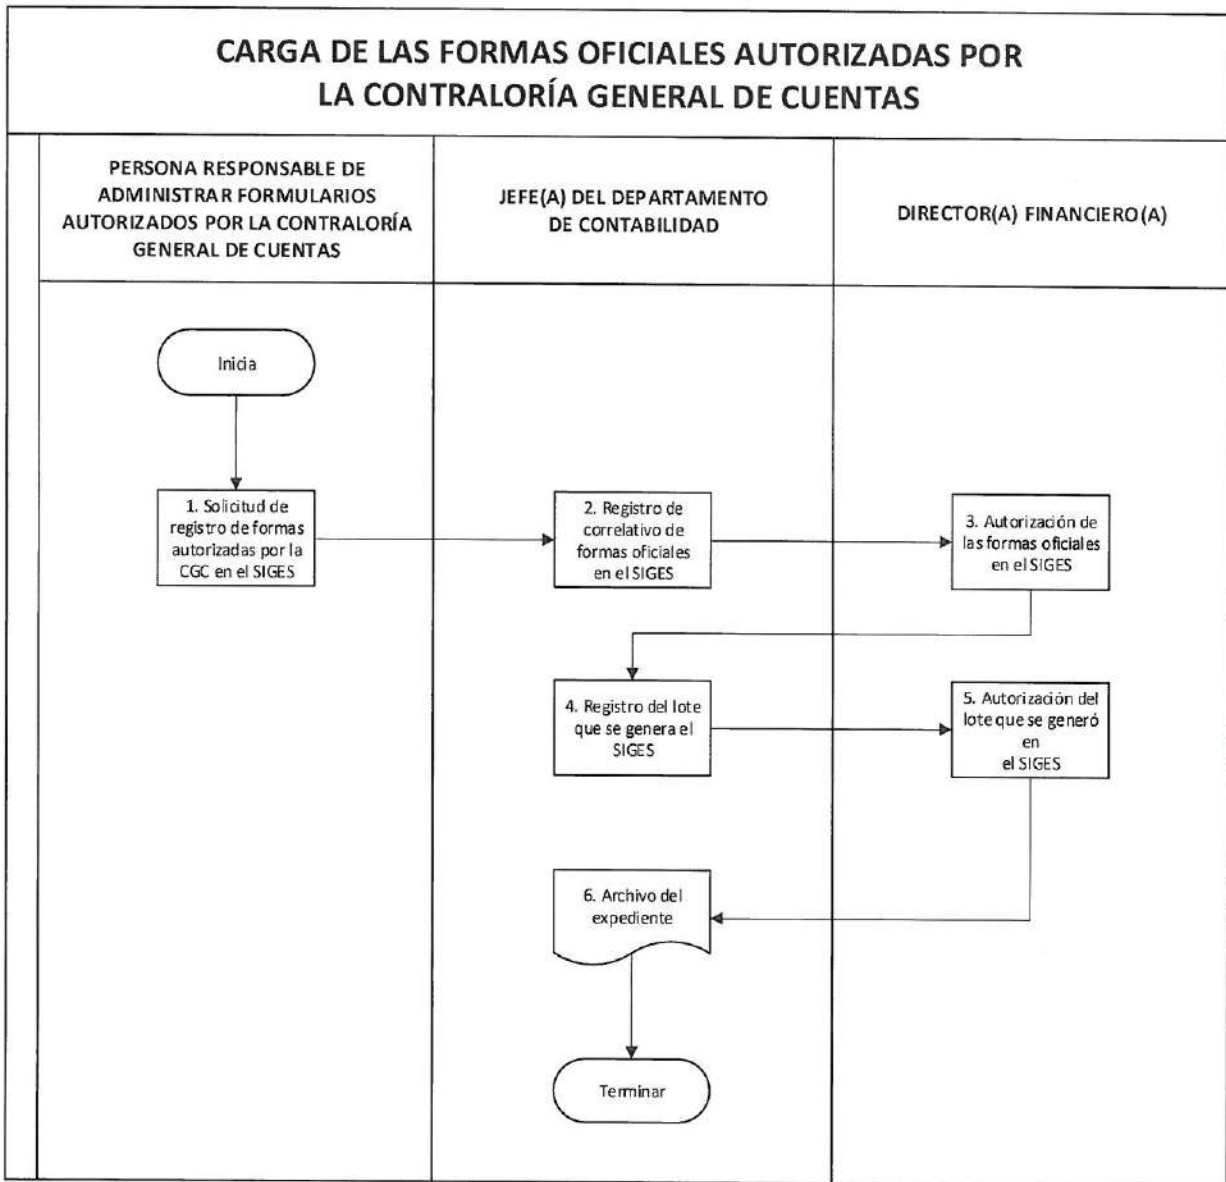 CARGA DE LAS FORMAS OFICIALES AUTORIZADAS POR
LA CONTRALORÍA GENERAL DE CUENTAS
PERSONA RESPONSABLE DE
ADMINISTRAR FORMULARIOS
AUTORIZADOS POR LA CONTRALORÍA
GENERAL DE CUENTAS
JEFE(A) DEL DEPARTAMENTO
DE CONTABILIDAD
DIRECTOR(A) FINANCIERO(A)
Inicia
1. Solicitud de
registro de formas
autorizadas por la
CGC en el SIGES
2. Registro de
correlativo de
formas oficiales
en el SIGES
3. Autorización de
las formas oficiales
en el SIGES
4. Registro del lote
que se genera el
SIGES
5. Autorización del
lote que se generó
en
el SIGES
6. Archivo del
expediente
Terminar